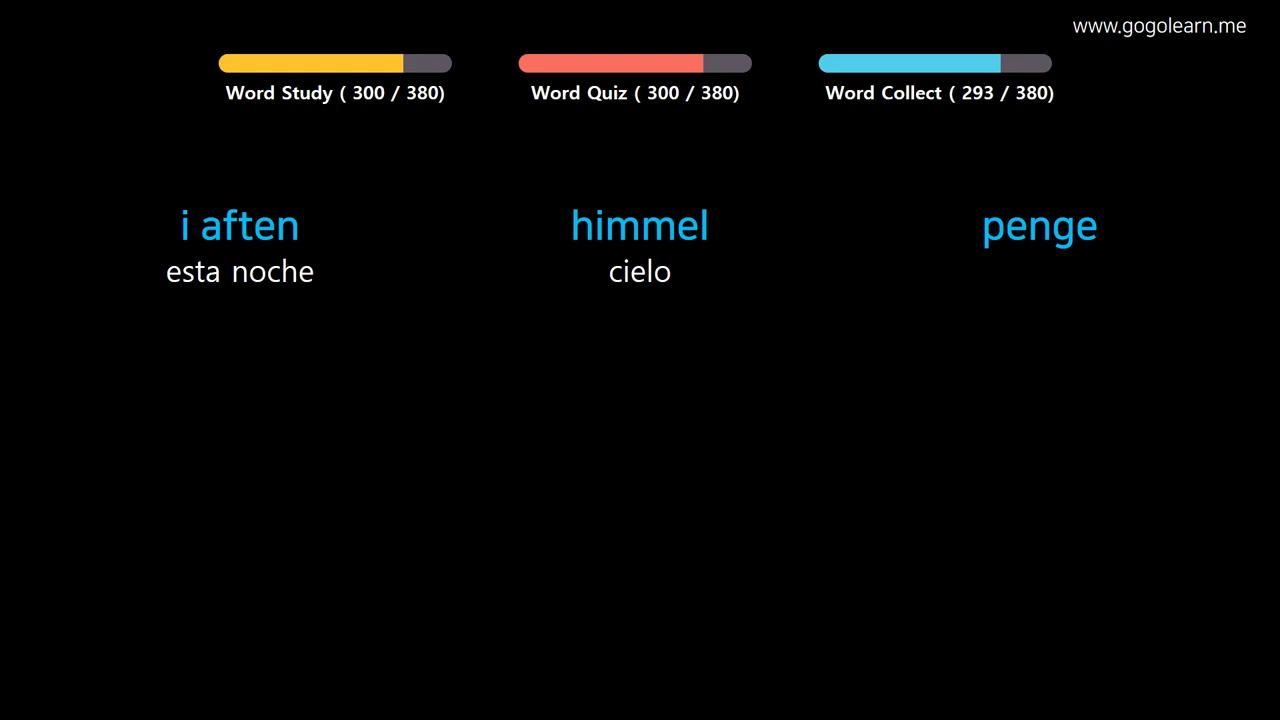 www.gogolearn.me
Word Study ( 300 / 380)
Word Quiz ( 300 / 380)
Word Collect ( 293 / 380)
i aften
esta noche
himmel
cielo
penge